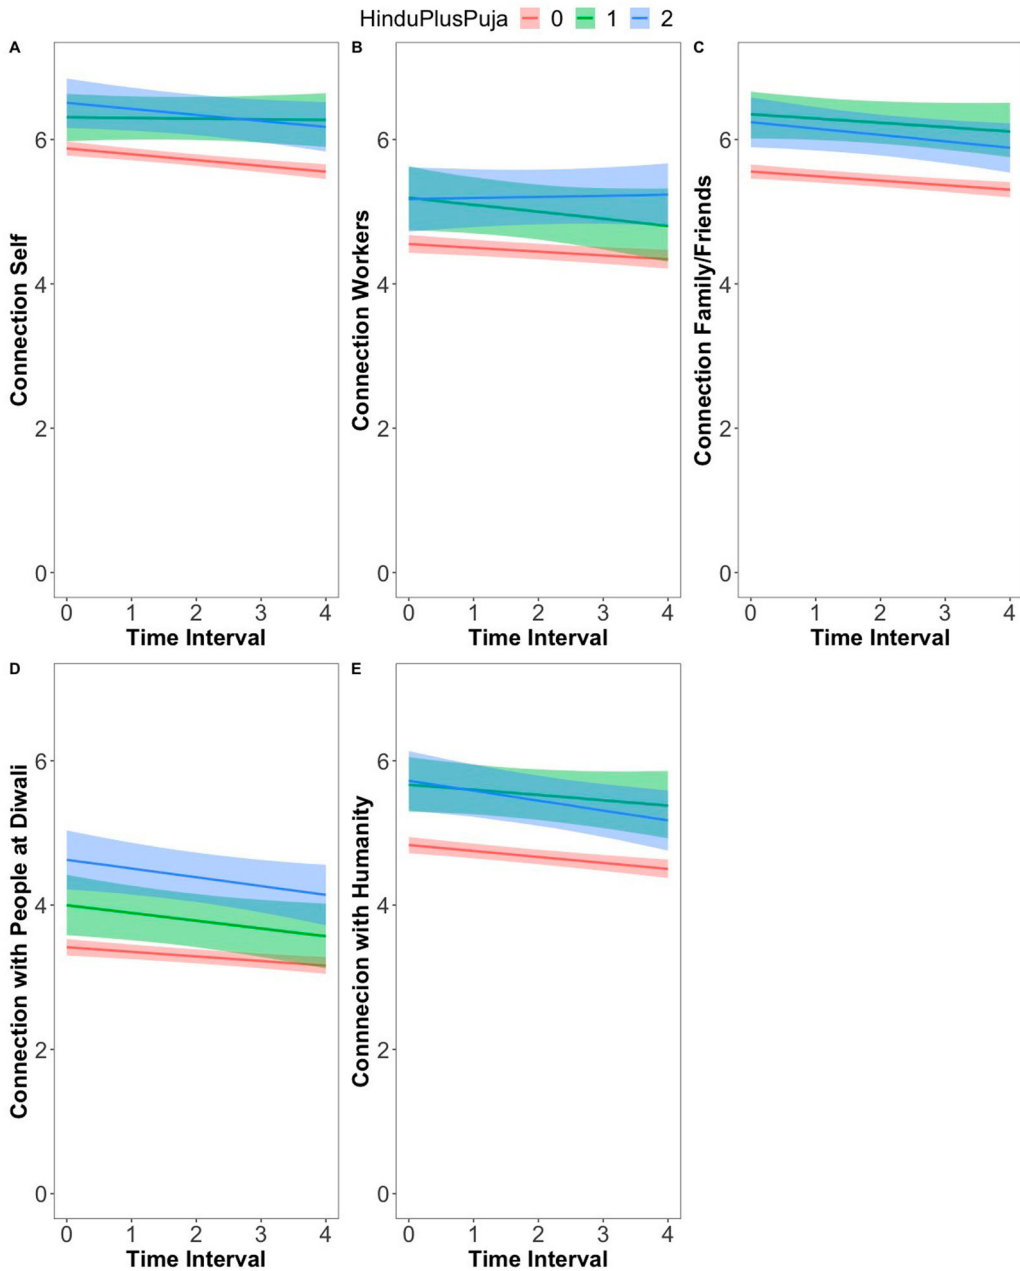 HinduPlusPuja 0 1 2
A
Connection Self
6
4
2
0
0 1 2 3 4
Time Interval
B
Connection Workers
6
4
2
0
0 1 2 3 4
Time Interval
C
Connection Family/Friends
6
4
2
0
0 1 2 3 4
Time Interval
D
Connection with People at Diwali
6
4
2
0
0 1 2 3 4
Time Interval
E
Connnecion with Humanity
6
4
2
0
0 1 2 3 4
Time Interval